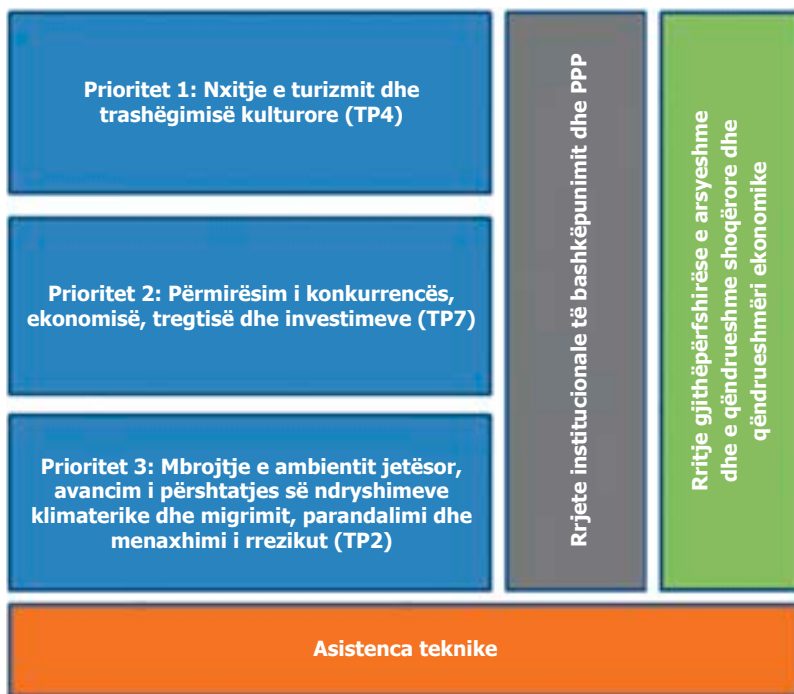 Prioritet 1: Nxitje e turizmit dhe
trashëgimisë kulturore (TP4)
Prioritet 2: Përmirësim i konkurrencës,
ekonomisë, tregtisë dhe investimeve (TP7)
Prioritet 3: Mbrojtje e ambientit jetësor,
avancim i përshtatjes së ndryshimeve
klimaterike dhe migrimit, parandalimi dhe
menaxhimi i rrezikut (TP2)
Rrjete institucionale të bashkëpunimit dhe PPP
Rritje gjithëpërfshirëse e arsyeshme
dhe e qëndrueshme shoqërore dhe
qëndrueshmëri ekonomike
Asistenca teknike